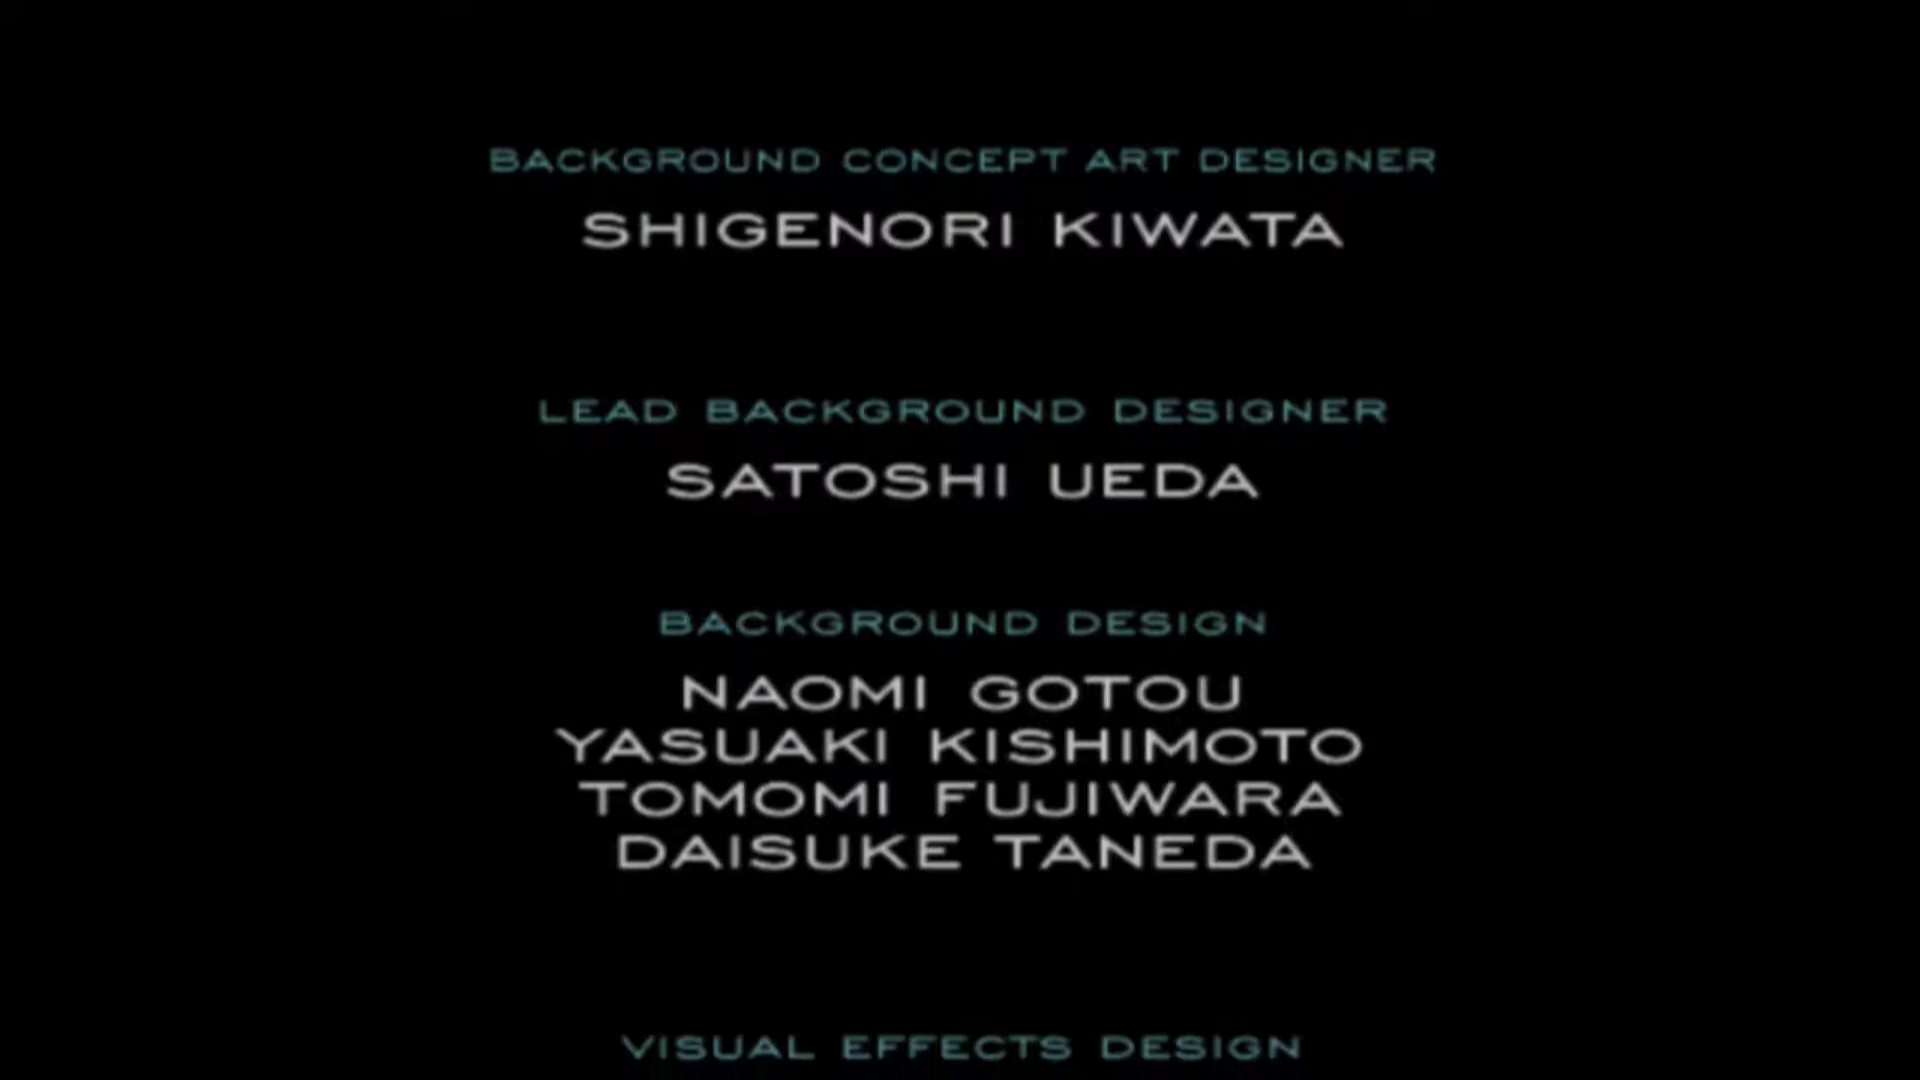 BACKGROUND CONCEPT ART DESIGNER
SHIGENORI KIWATA
LEAD BACKGROUND DESIGNER
SATOSHI UEDA
BACKGROUND DESIGN
NAOMI GOTOU
YASUAKI KISHIMOTO
TOMOMI FUJIWARA
DAISUKE TANEDA
VISUAL EFFECTS DESIGN